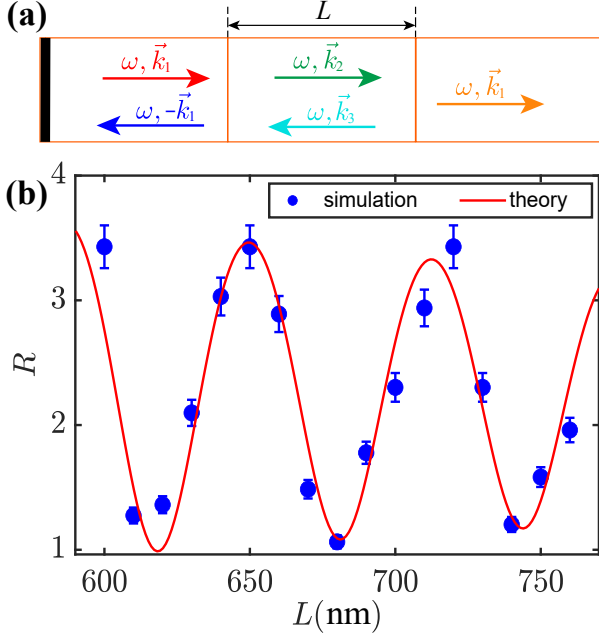 (a)
L
ω, k⃗₁
ω, k⃗₂
ω, k⃗₁
ω, -k⃗₁
ω, k⃗₃
(b)
4
simulation
theory
3
R
2
1
600
650
700
750
L(nm)